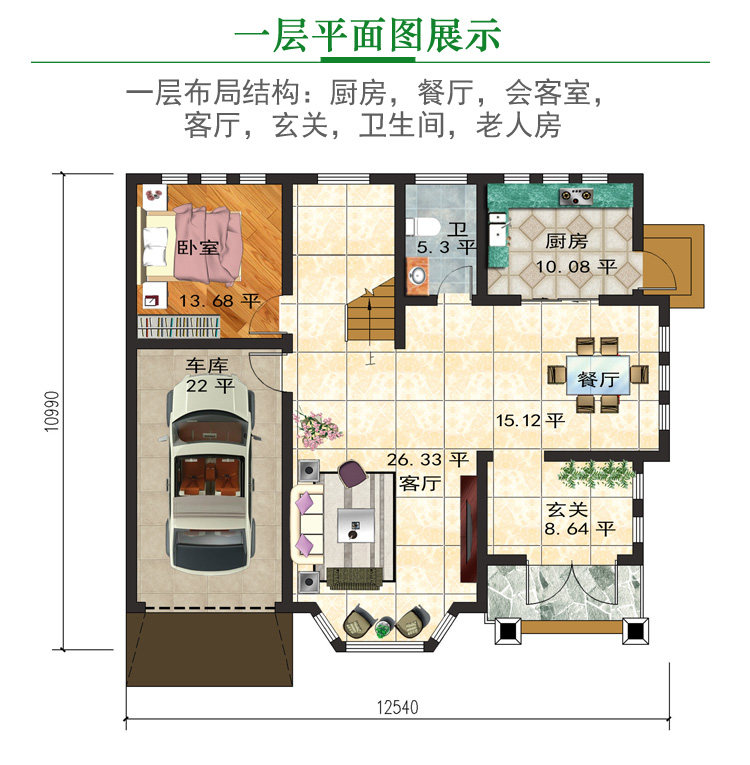 一层平面图展示
一层布局结构：厨房，餐厅，会客室，
客厅，玄关，卫生间，老人房
卧室
13.68 平
卫
5.3 平
厨房
10.08 平
上
车库
22 平
餐厅
15.12 平
26.33 平
客厅
玄关
8.64 平
10990
12540